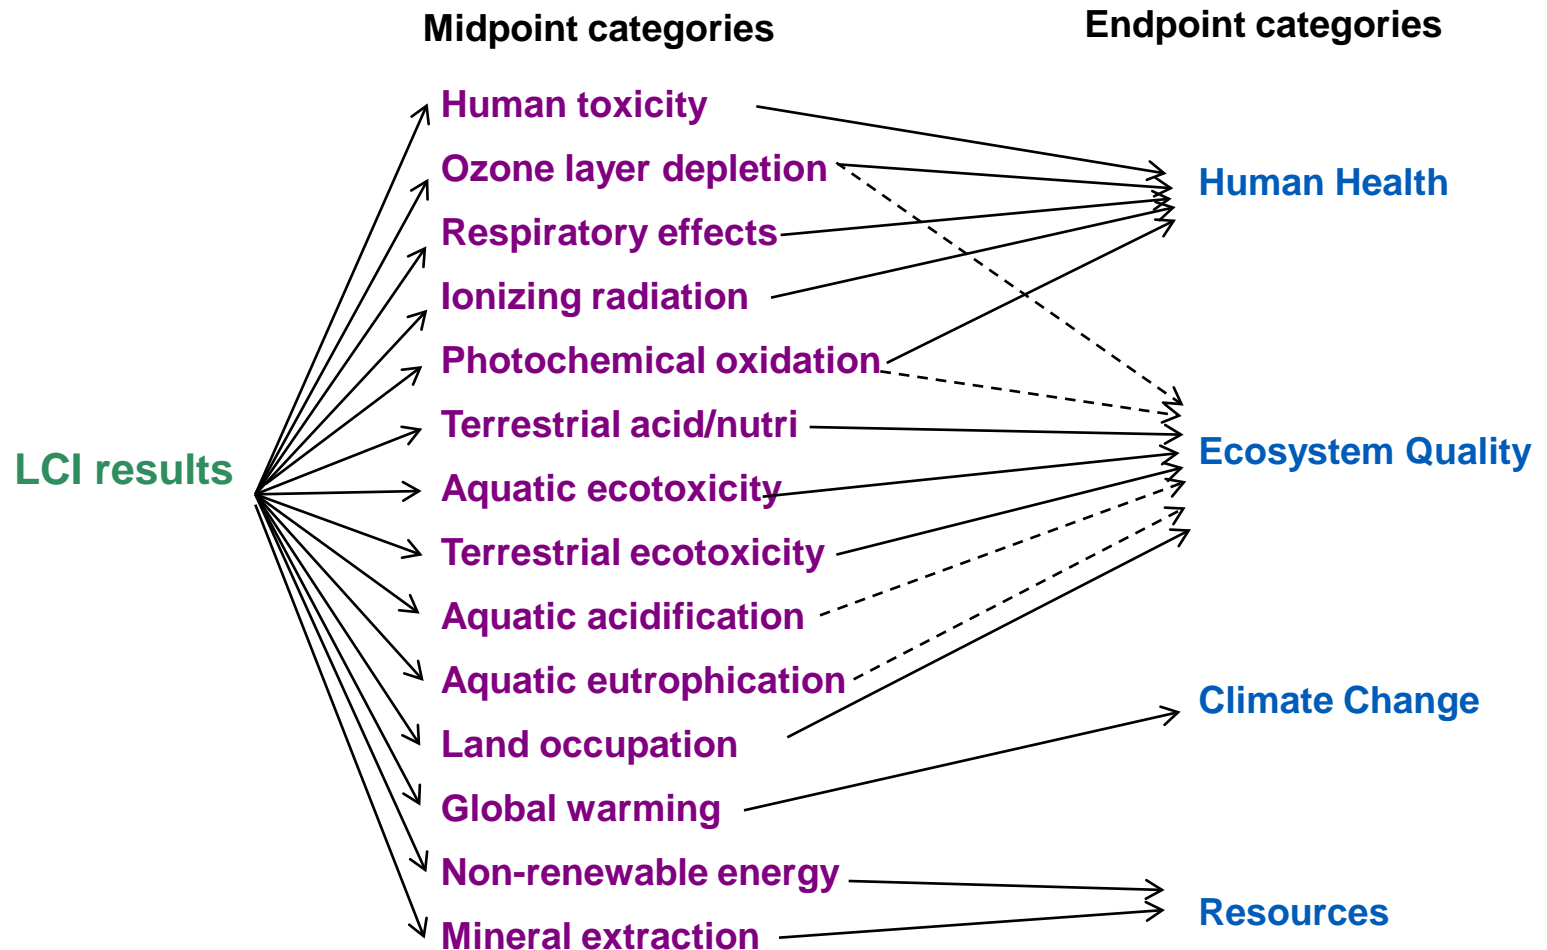 Midpoint categories
Endpoint categories
Human toxicity
Ozone layer depletion
Respiratory effects
Ionizing radiation
Photochemical oxidation
Terrestrial acid/nutri
Aquatic ecotoxicity
Terrestrial ecotoxicity
Aquatic acidification
Aquatic eutrophication
Land occupation
Global warming
Non-renewable energy
Mineral extraction
LCI results
Human Health
Ecosystem Quality
Climate Change
Resources